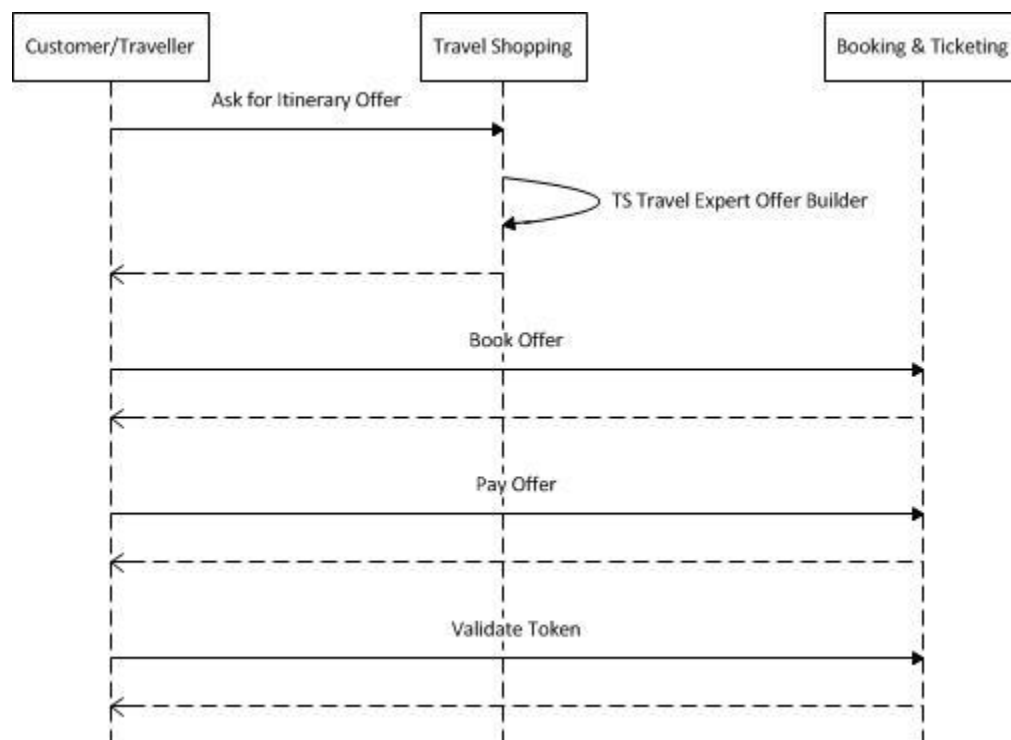 Customer/Traveller
Travel Shopping
Booking & Ticketing
Ask for Itinerary Offer
TS Travel Expert Offer Builder
Book Offer
Pay Offer
Validate Token